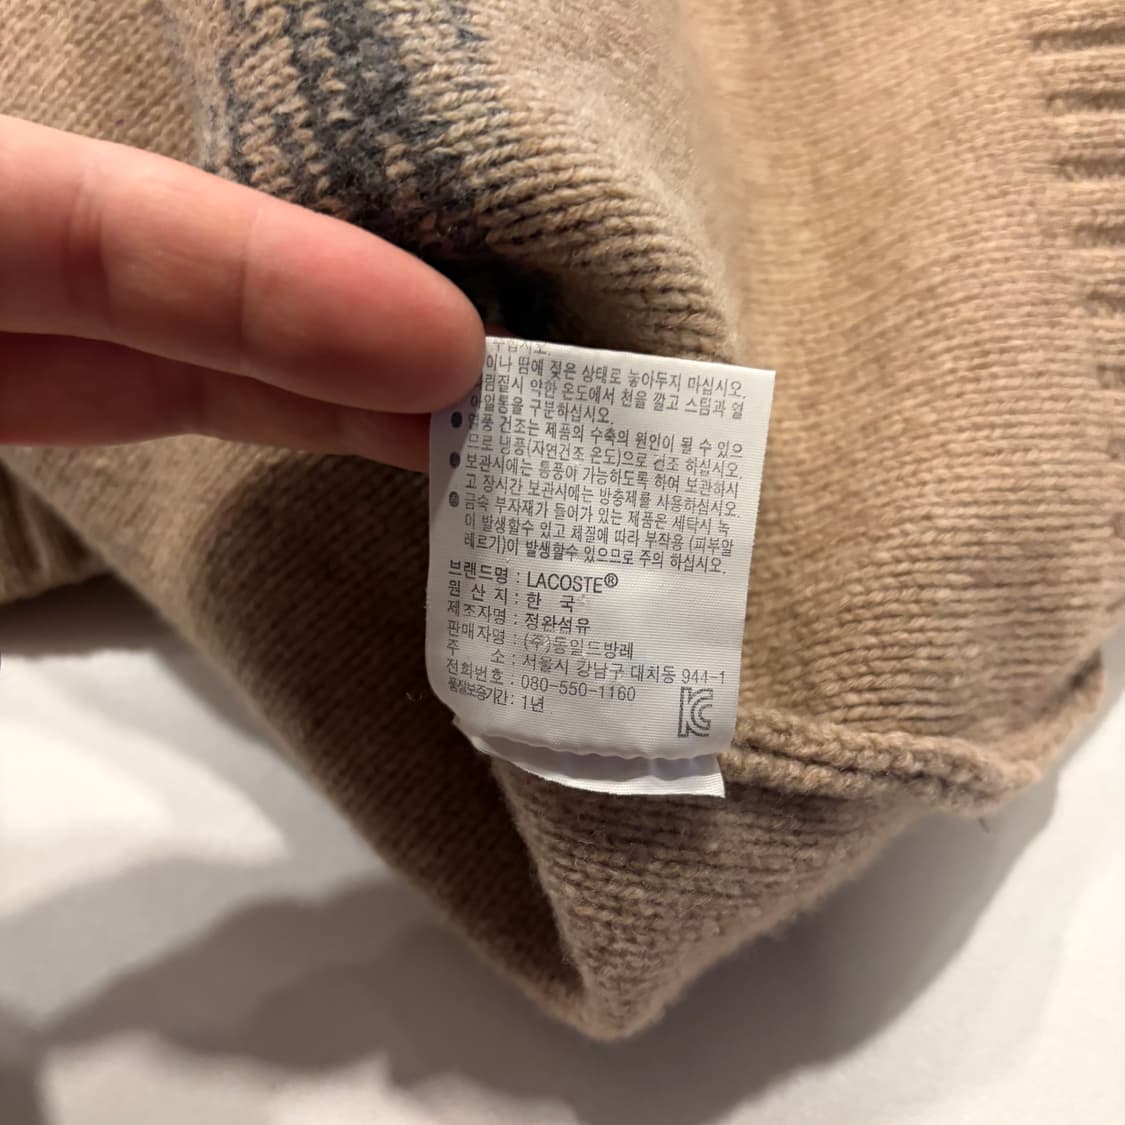 주십시오.
이나 땀에 젖은 상태로 놓아두지 마십시오.
림질시 약한 온도에서 천을 깔고 스팀과 열
아일통을 구분하십시오.
● 열풍 건조는 제품의 수축의 원인이 될 수 있으
므로 냉풍(자연건조 온도)으로 건조 하십시오.
● 보관시에는 통풍이 가능하도록 하여 보관하시
고 장시간 보관시에는 방충제를 사용하십시오.
● 금속 부자재가 들어가 있는 제품은 세탁시 녹
이 발생할수 있고 체질에 따라 부작용 (피부알
레르기)이 발생할수 있으므로 주의 하십시오.
브랜드명 : LACOSTE®
원 산 지 : 한 국
제조자명 : 정완섬유
판매자명 : (주)동일드방레
주 소 : 서울시 강남구 대치동 944-1
전화번호 : 080-550-1160
품질보증기간 : 1년